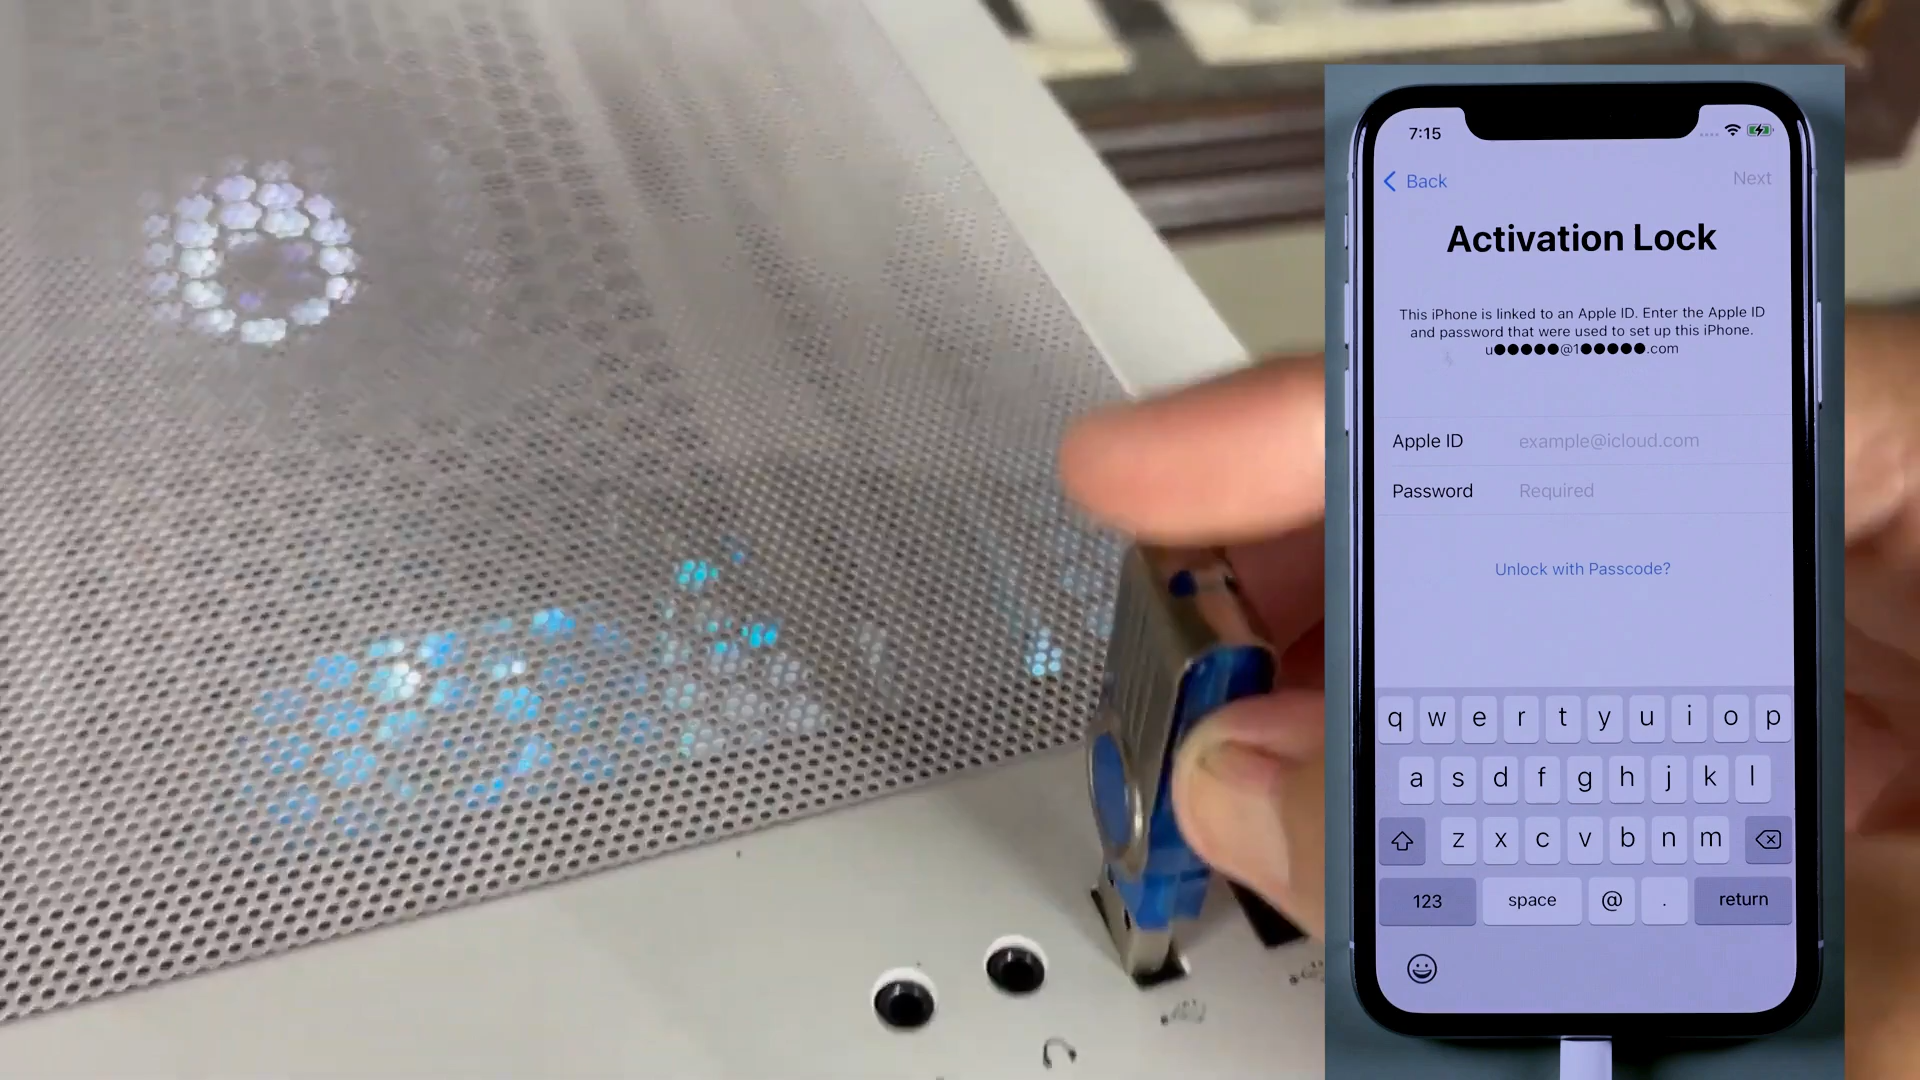 7:15
Back
Next
Activation Lock
This iPhone is linked to an Apple ID. Enter the Apple ID
and password that were used to set up this iPhone.
u●●●●●@1●●●●●.com
Apple ID
example@icloud.com
Password
Required
Unlock with Passcode?
q w e r t y u i o p
a s d f g h j k l
z x c v b n m
123
space
@
.
return